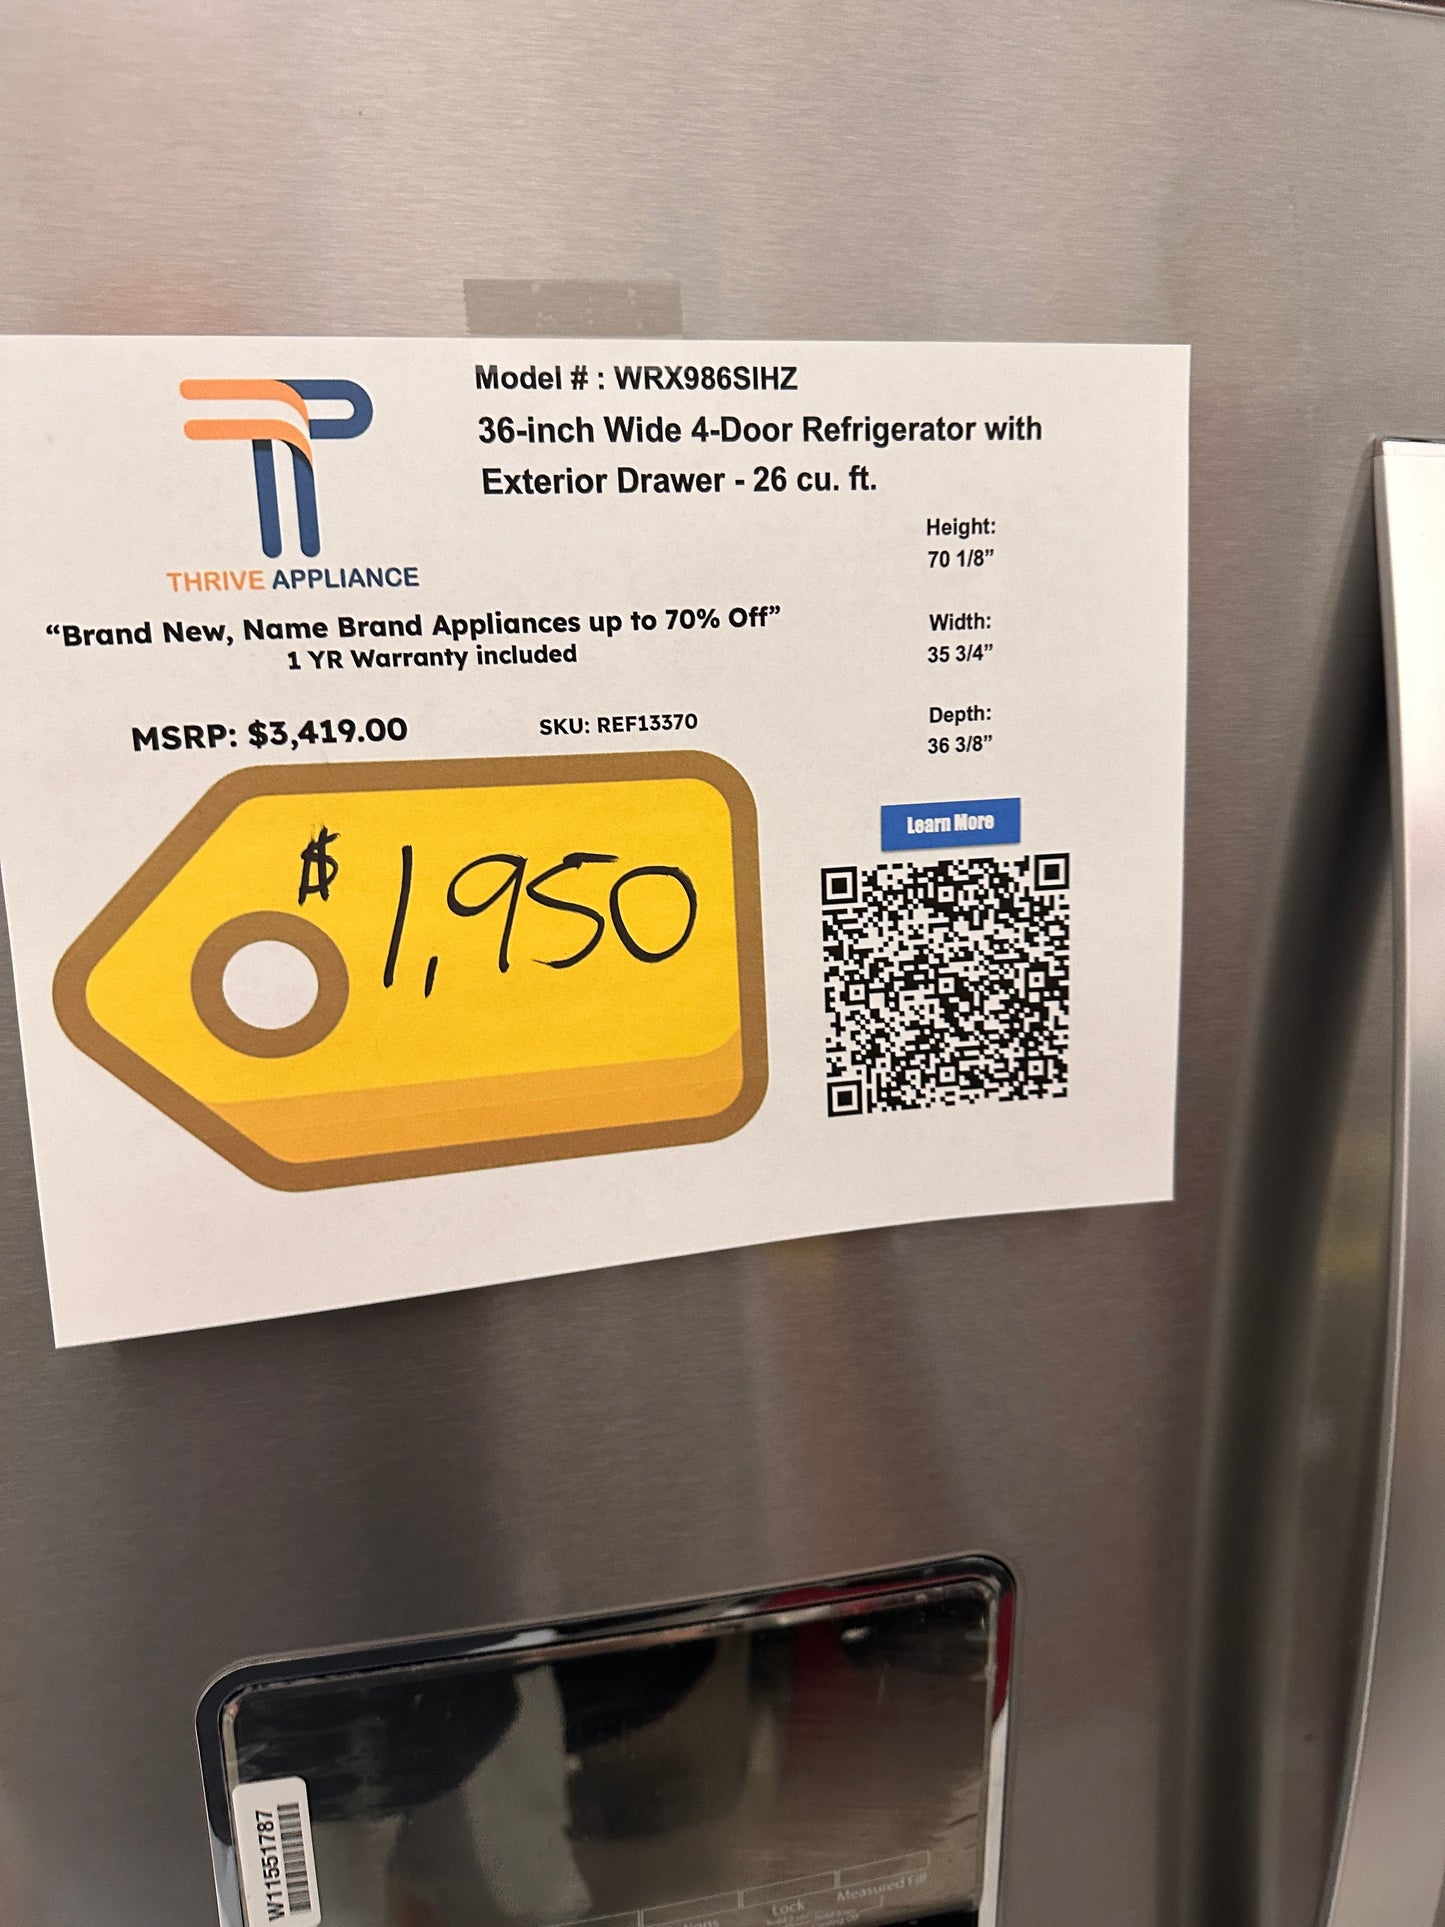 Model # : WRX986SIHZ
36-inch Wide 4-Door Refrigerator with
Exterior Drawer - 26 cu. ft.
THRIVE APPLIANCE
“Brand New, Name Brand Appliances up to 70% Off”
1 YR Warranty included
MSRP: $3,419.00
SKU: REF13370
Height:
70 1/8”
Width:
35 3/4”
Depth:
36 3/8”
Learn More
$1,950
W11551787
Lock
Measured Fill